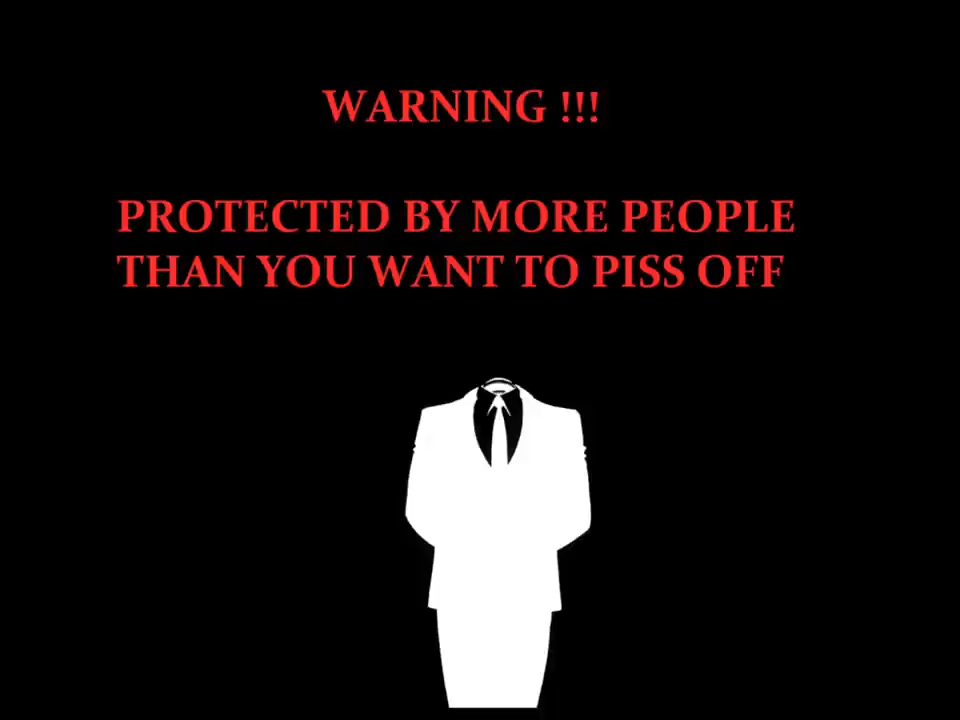 WARNING !!!
PROTECTED BY MORE PEOPLE
THAN YOU WANT TO PISS OFF